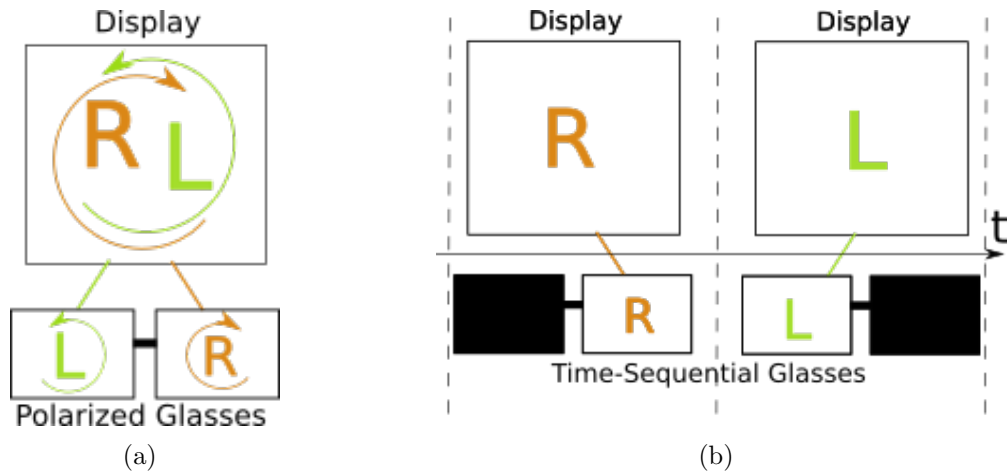 Display
R
L
L
R
Polarized Glasses
(a)
Display
Display
R
L
t
R
L
Time-Sequential Glasses
(b)